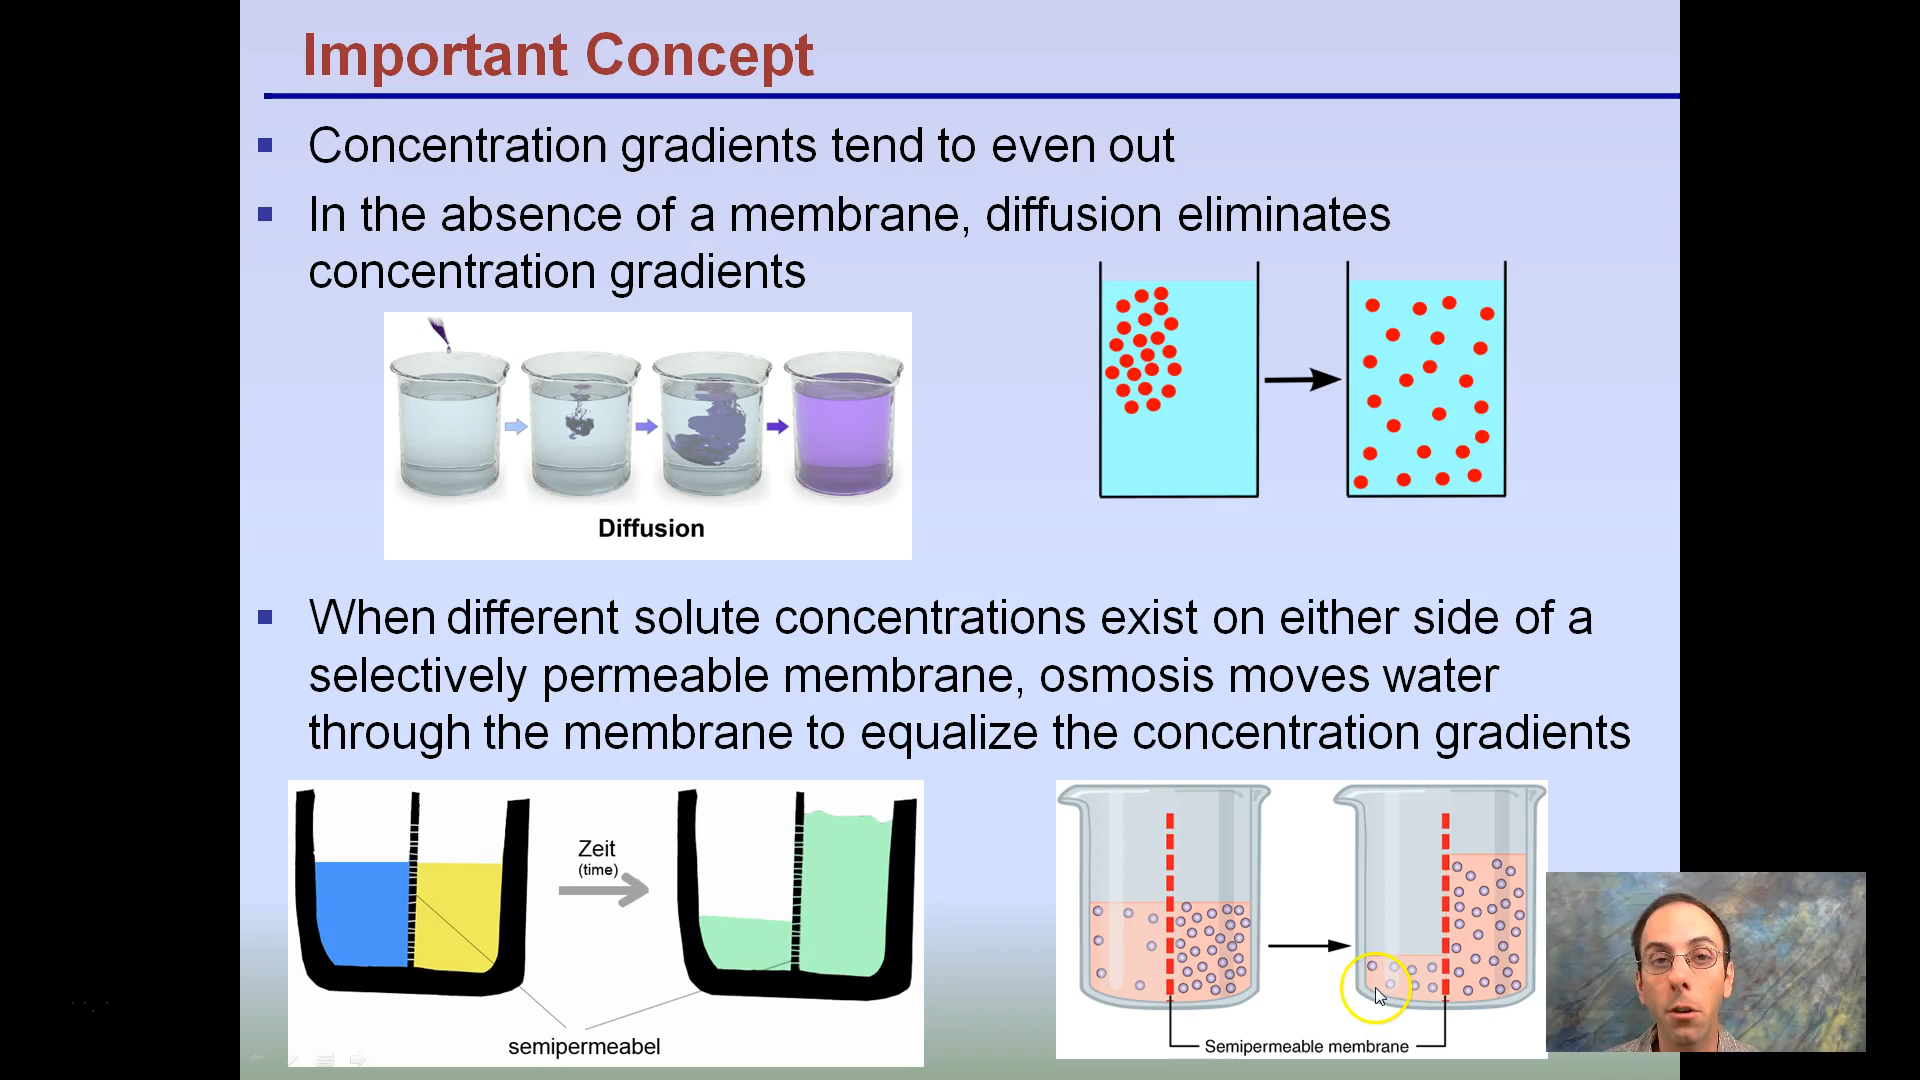 Important Concept
Concentration gradients tend to even out
In the absence of a membrane, diffusion eliminates
concentration gradients
Diffusion
When different solute concentrations exist on either side of a
selectively permeable membrane, osmosis moves water
through the membrane to equalize the concentration gradients
Zeit
(time)
semipermeabel
Semipermeable membrane